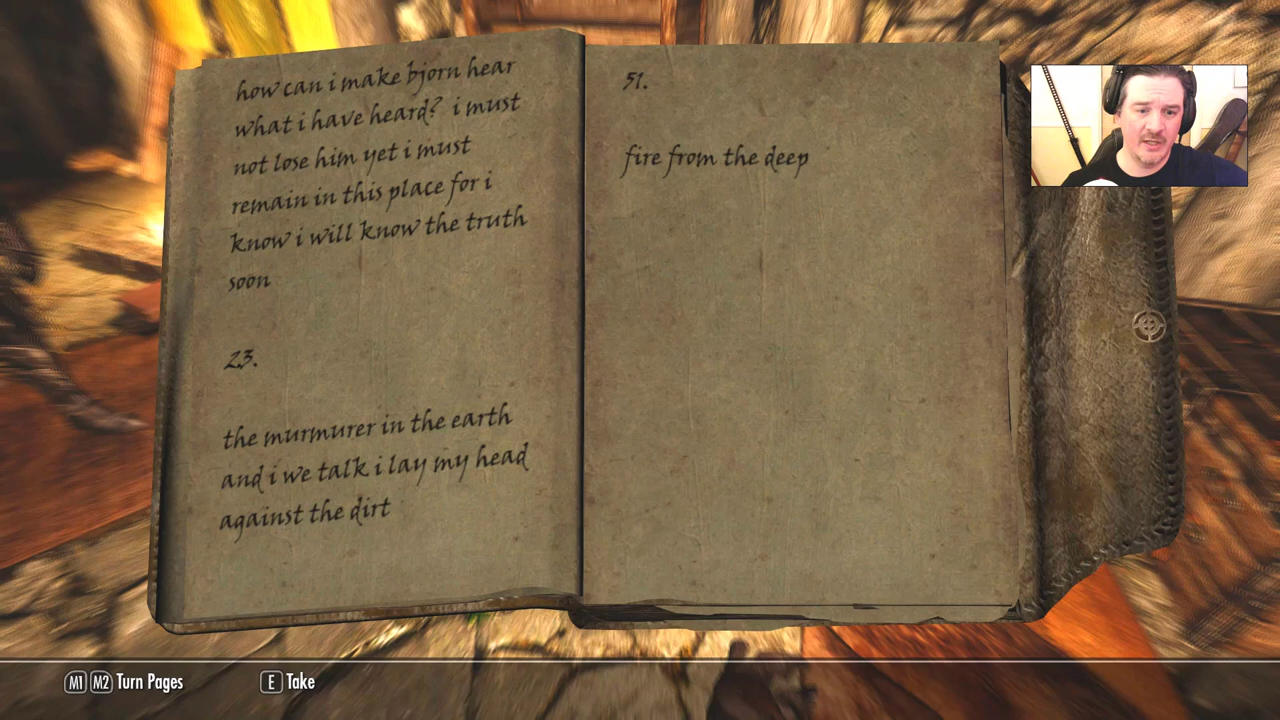 how can i make bjorn hear
what i have heard? i must
not lose him yet i must
remain in this place for i
know i will know the truth
soon
23.
the murmurer in the earth
and i we talk i lay my head
against the dirt
51.
fire from the deep
M1 M2 Turn Pages
E Take